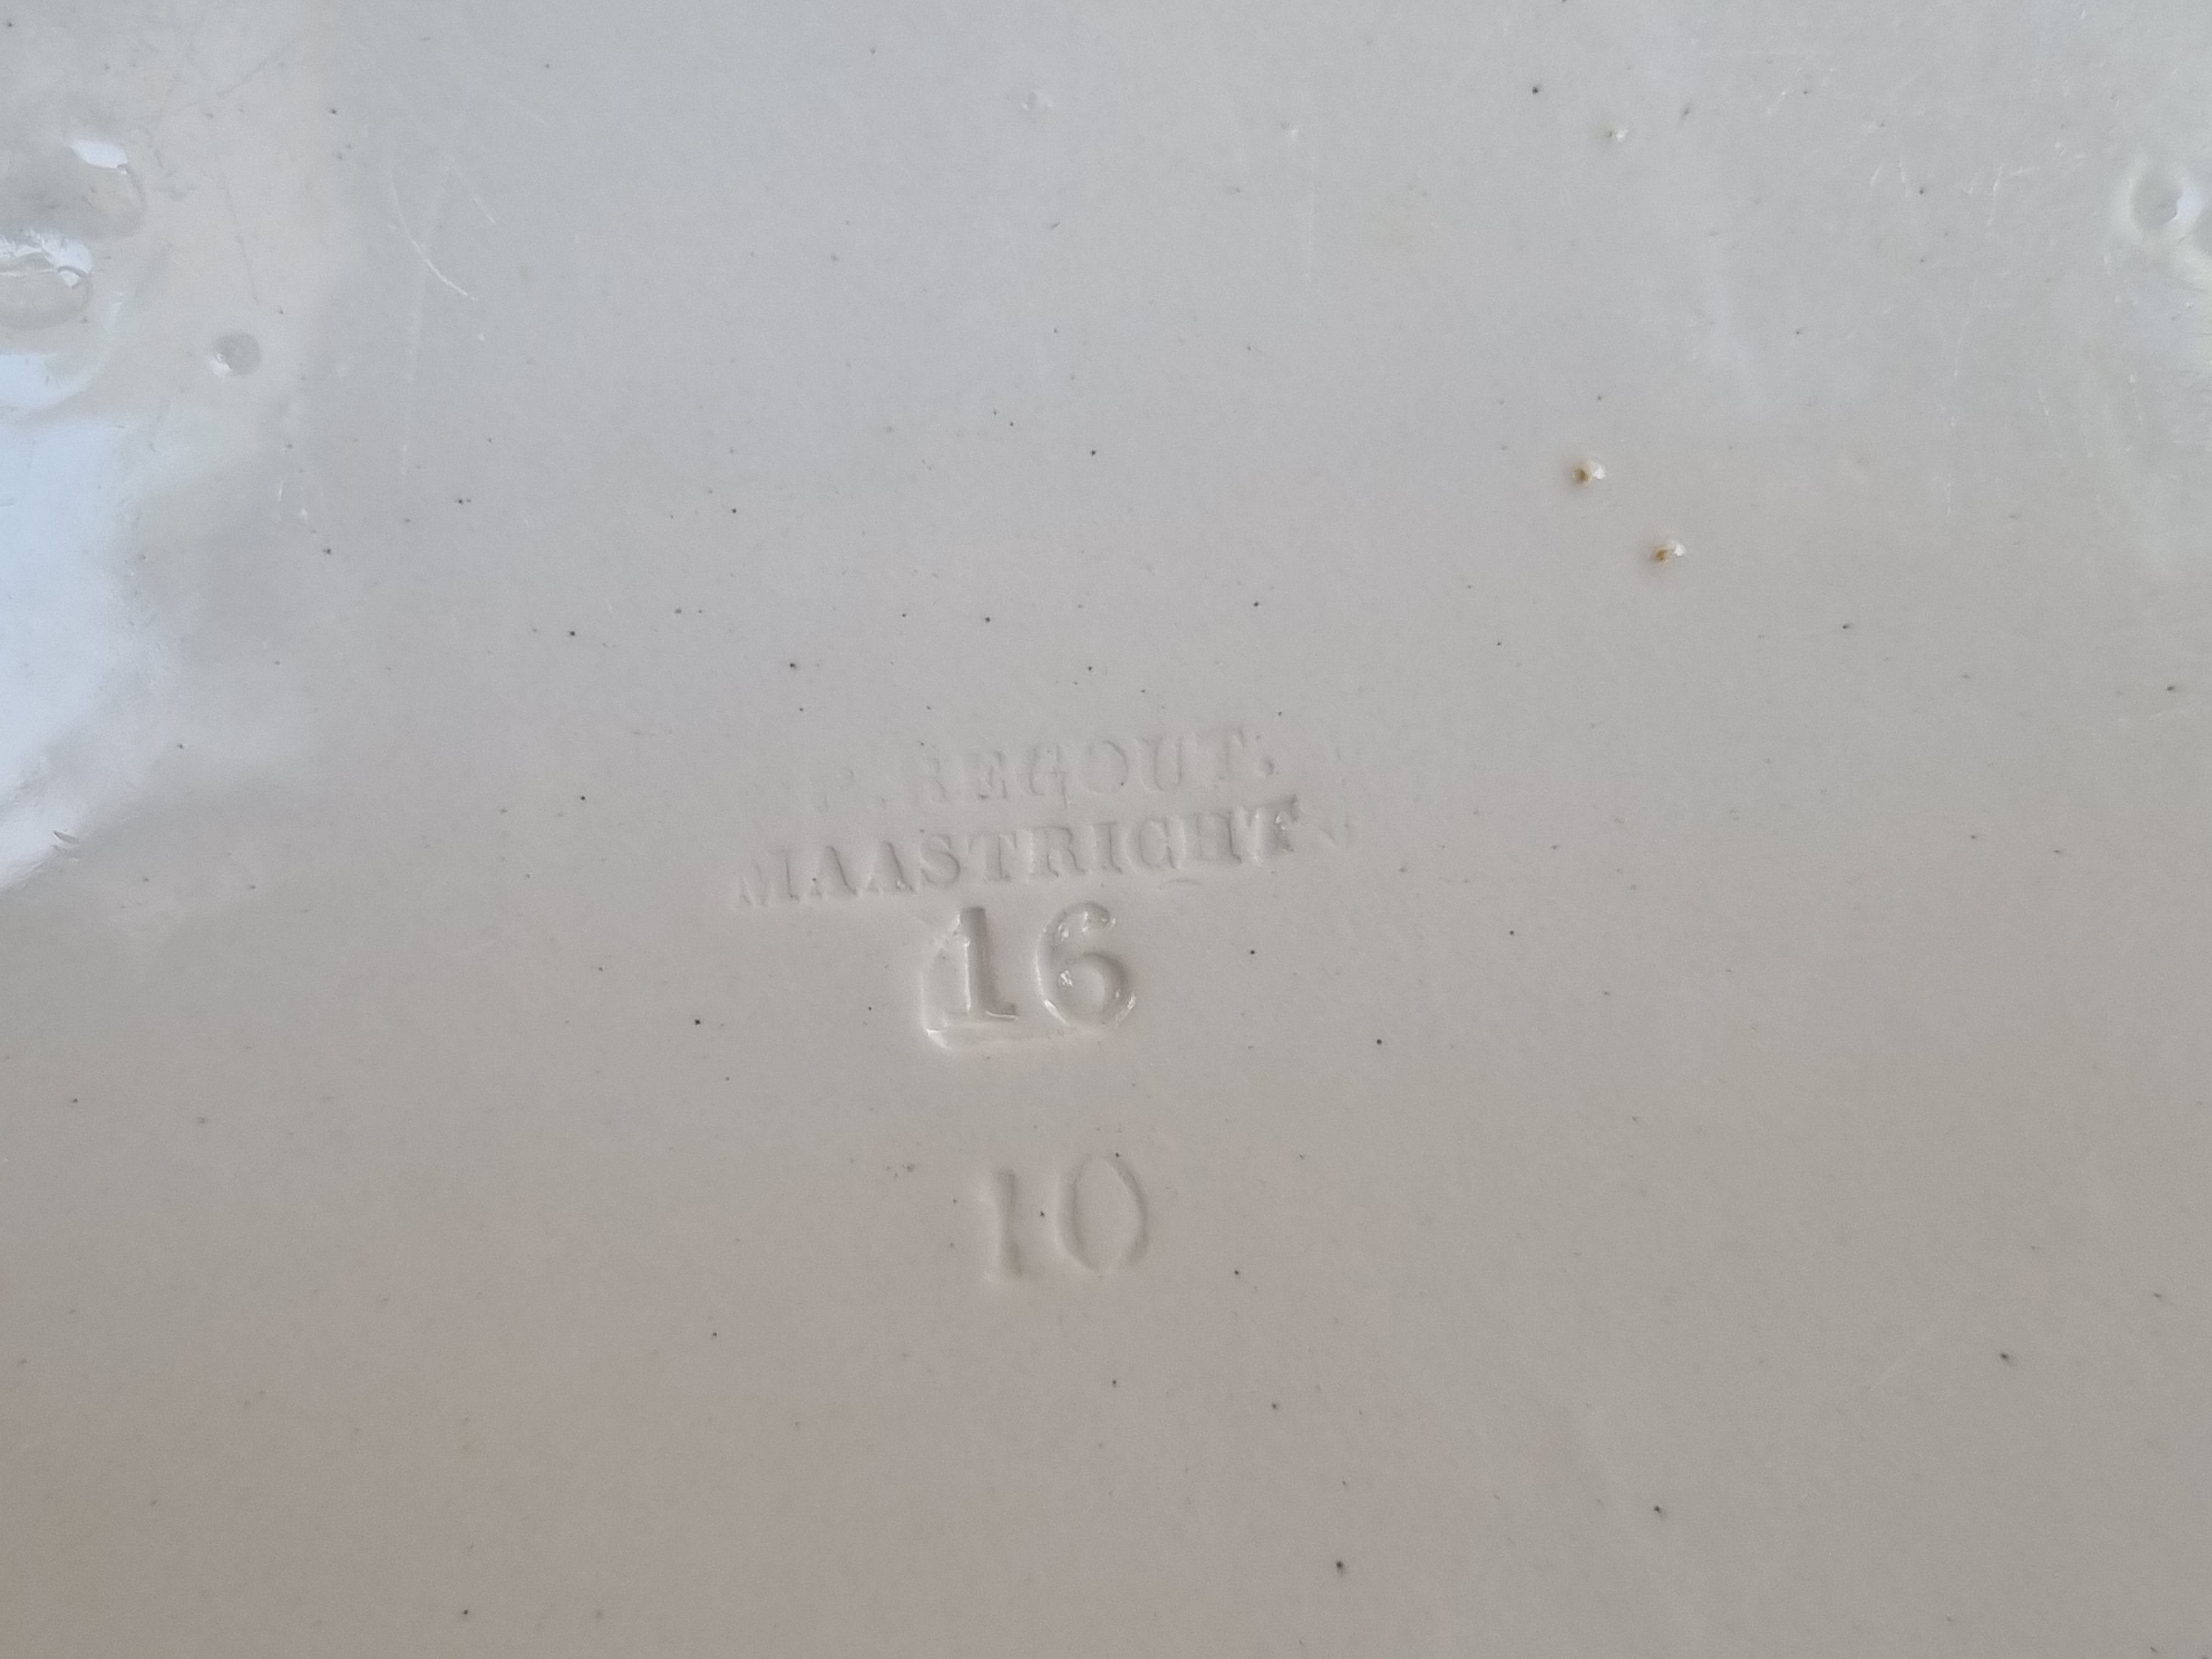 P. REGOUT.
MAASTRICHT.
16
10